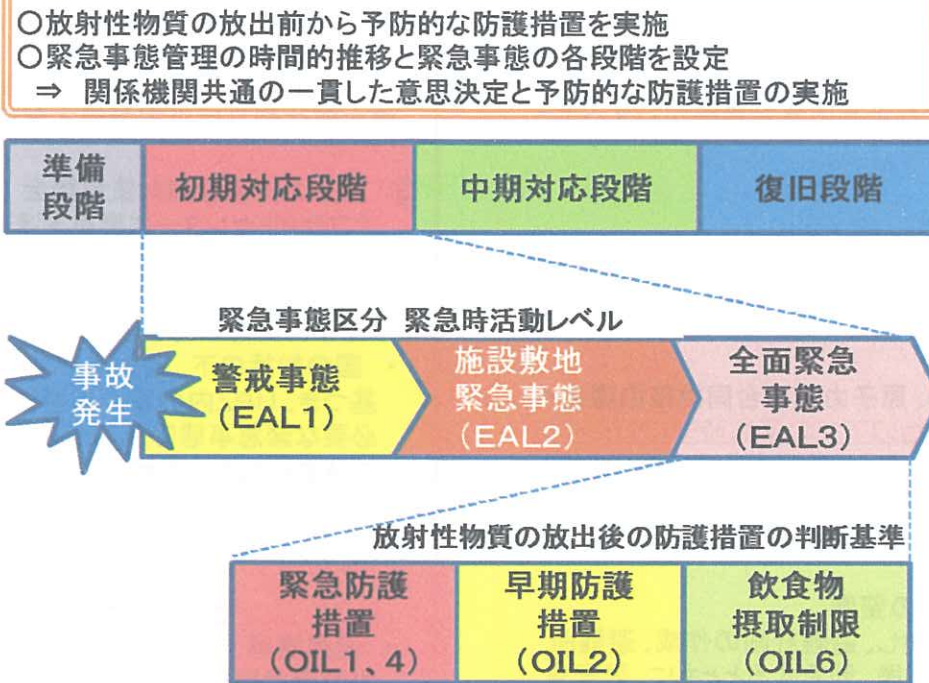 〇放射性物質の放出前から予防的な防護措置を実施
〇緊急事態管理の時間的推移と緊急事態の各段階を設定
⇒ 関係機関共通の一貫した意思決定と予防的な防護措置の実施
準備
段階
初期対応段階
中期対応段階
復旧段階
緊急事態区分 緊急時活動レベル
事故
発生
警戒事態
(EAL1)
施設敷地
緊急事態
(EAL2)
全面緊急
事態
(EAL3)
放射性物質の放出後の防護措置の判断基準
緊急防護
措置
(OIL1、4)
早期防護
措置
(OIL2)
飲食物
摂取制限
(OIL6)